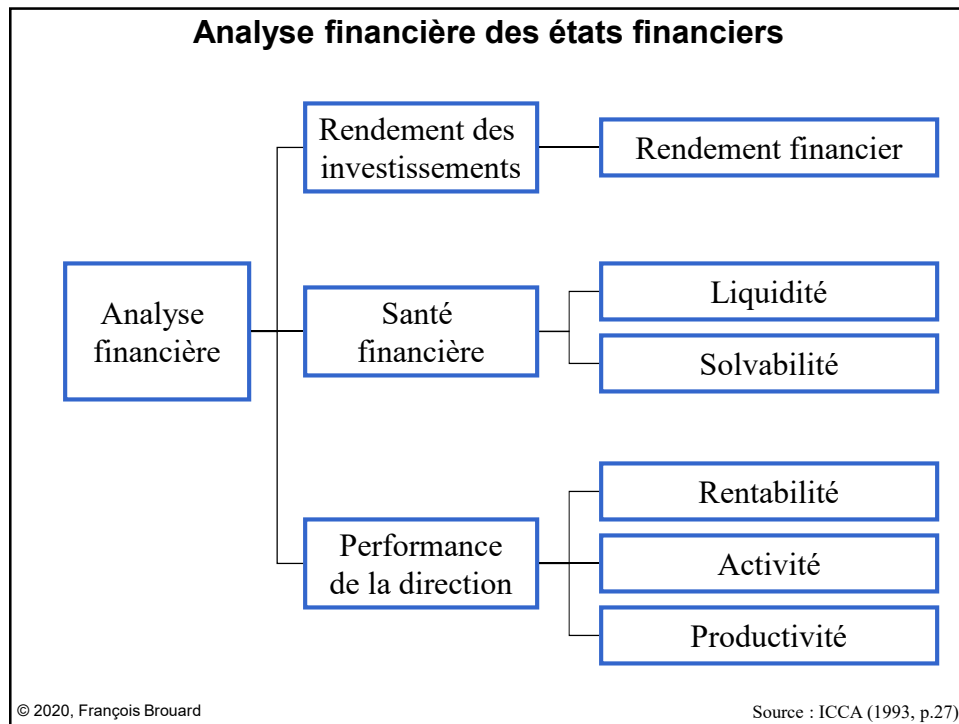 Analyse financière des états financiers
Rendement des
investissements
Rendement financier
Analyse
financière
Santé
financière
Liquidité
Solvabilité
Performance
de la direction
Rentabilité
Activité
Productivité
© 2020, François Brouard
Source : ICCA (1993, p.27)